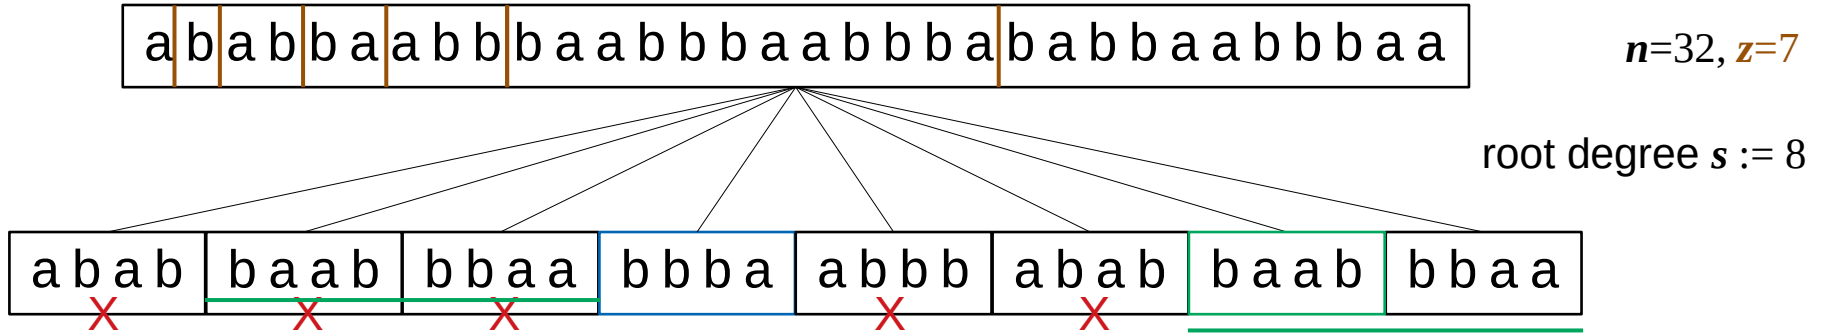 a b a b b a a b b b a a b b b a a b b b a b a b b a a b b b a a
n=32, z=7
root degree s := 8
a b a b b a a b b b a a b b b a a b b b a b a b b a a b b b a a
X X X X X